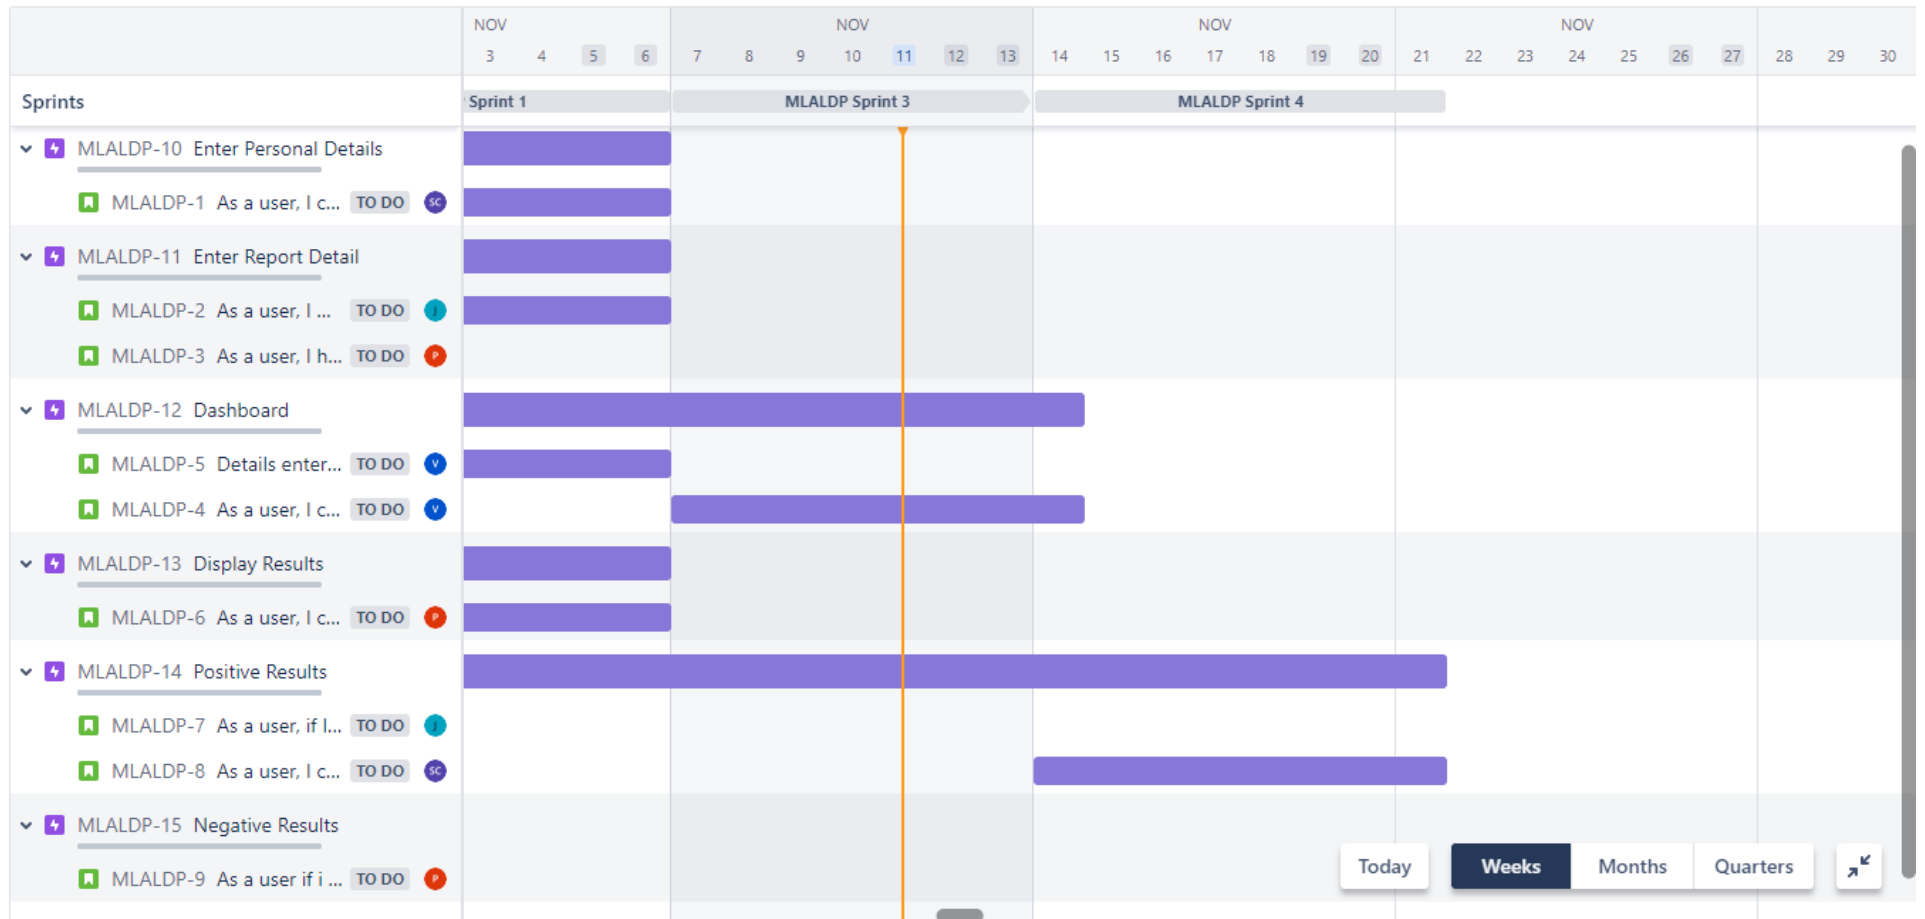 NOV NOV NOV NOV
3 4 5 6 7 8 9 10 11 12 13 14 15 16 17 18 19 20 21 22 23 24 25 26 27 28 29 30
Sprints Sprint 1 MLALDP Sprint 3 MLALDP Sprint 4
MLALDP-10 Enter Personal Details
MLALDP-1 As a user, I c... TO DO SC
MLALDP-11 Enter Report Detail
MLALDP-2 As a user, I ... TO DO J
MLALDP-3 As a user, I h... TO DO P
MLALDP-12 Dashboard
MLALDP-5 Details enter... TO DO V
MLALDP-4 As a user, I c... TO DO V
MLALDP-13 Display Results
MLALDP-6 As a user, I c... TO DO P
MLALDP-14 Positive Results
MLALDP-7 As a user, if I... TO DO J
MLALDP-8 As a user, I c... TO DO SC
MLALDP-15 Negative Results
Today Weeks Months Quarters
MLALDP-9 As a user if i ... TO DO P